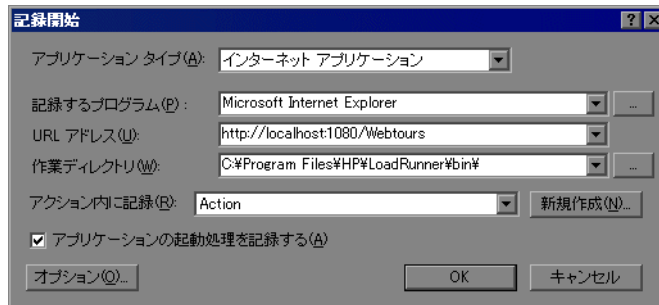 記録開始
アプリケーション タイプ(A): インターネット アプリケーション
記録するプログラム(P) : Microsoft Internet Explorer ...
URL アドレス(U): http://localhost:1080/Webtours
作業ディレクトリ(W): C:¥Program Files¥HP¥LoadRunner¥bin¥ ...
アクション内に記録(R): Action 新規作成(N)...
アプリケーションの起動処理を記録する(A)
オプション(O)... OK キャンセル